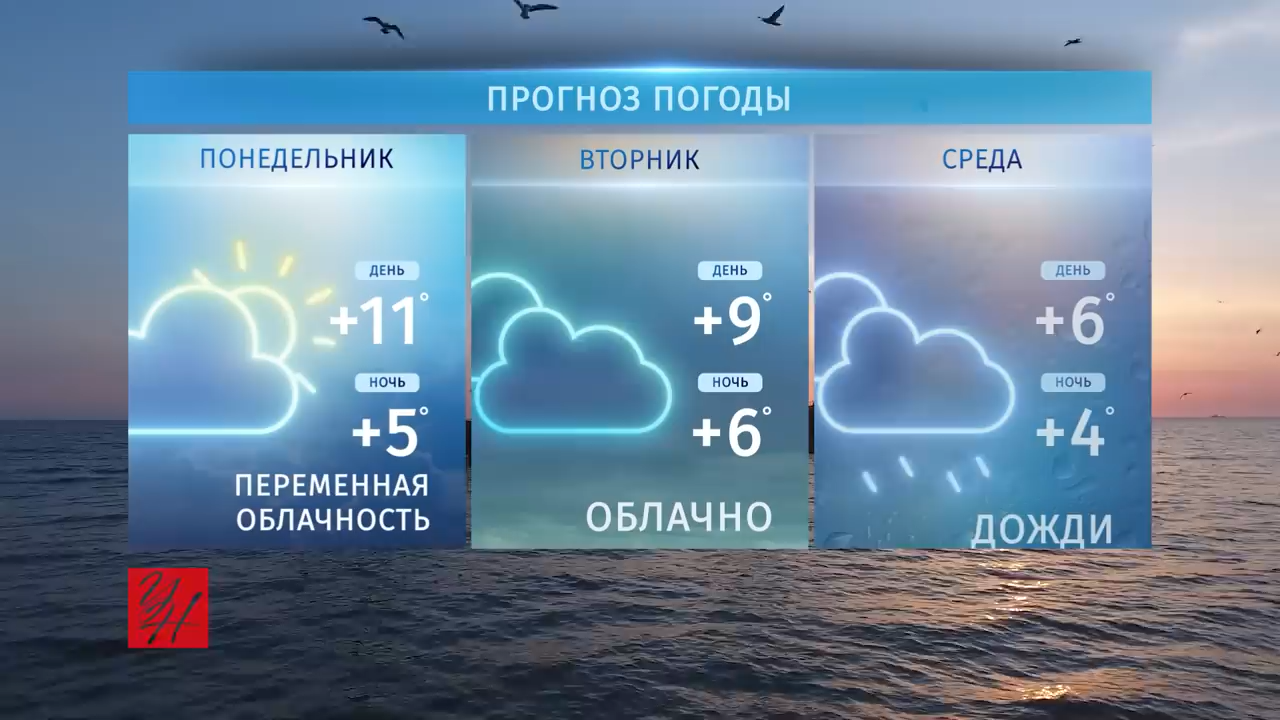 ПРОГНОЗ ПОГОДЫ
ПОНЕДЕЛЬНИК
ДЕНЬ
+11°
НОЧЬ
+5°
ПЕРЕМЕННАЯ
ОБЛАЧНОСТЬ
ВТОРНИК
ДЕНЬ
+9°
НОЧЬ
+6°
ОБЛАЧНО
СРЕДА
ДЕНЬ
+6°
НОЧЬ
+4°
ДОЖДИ
УН